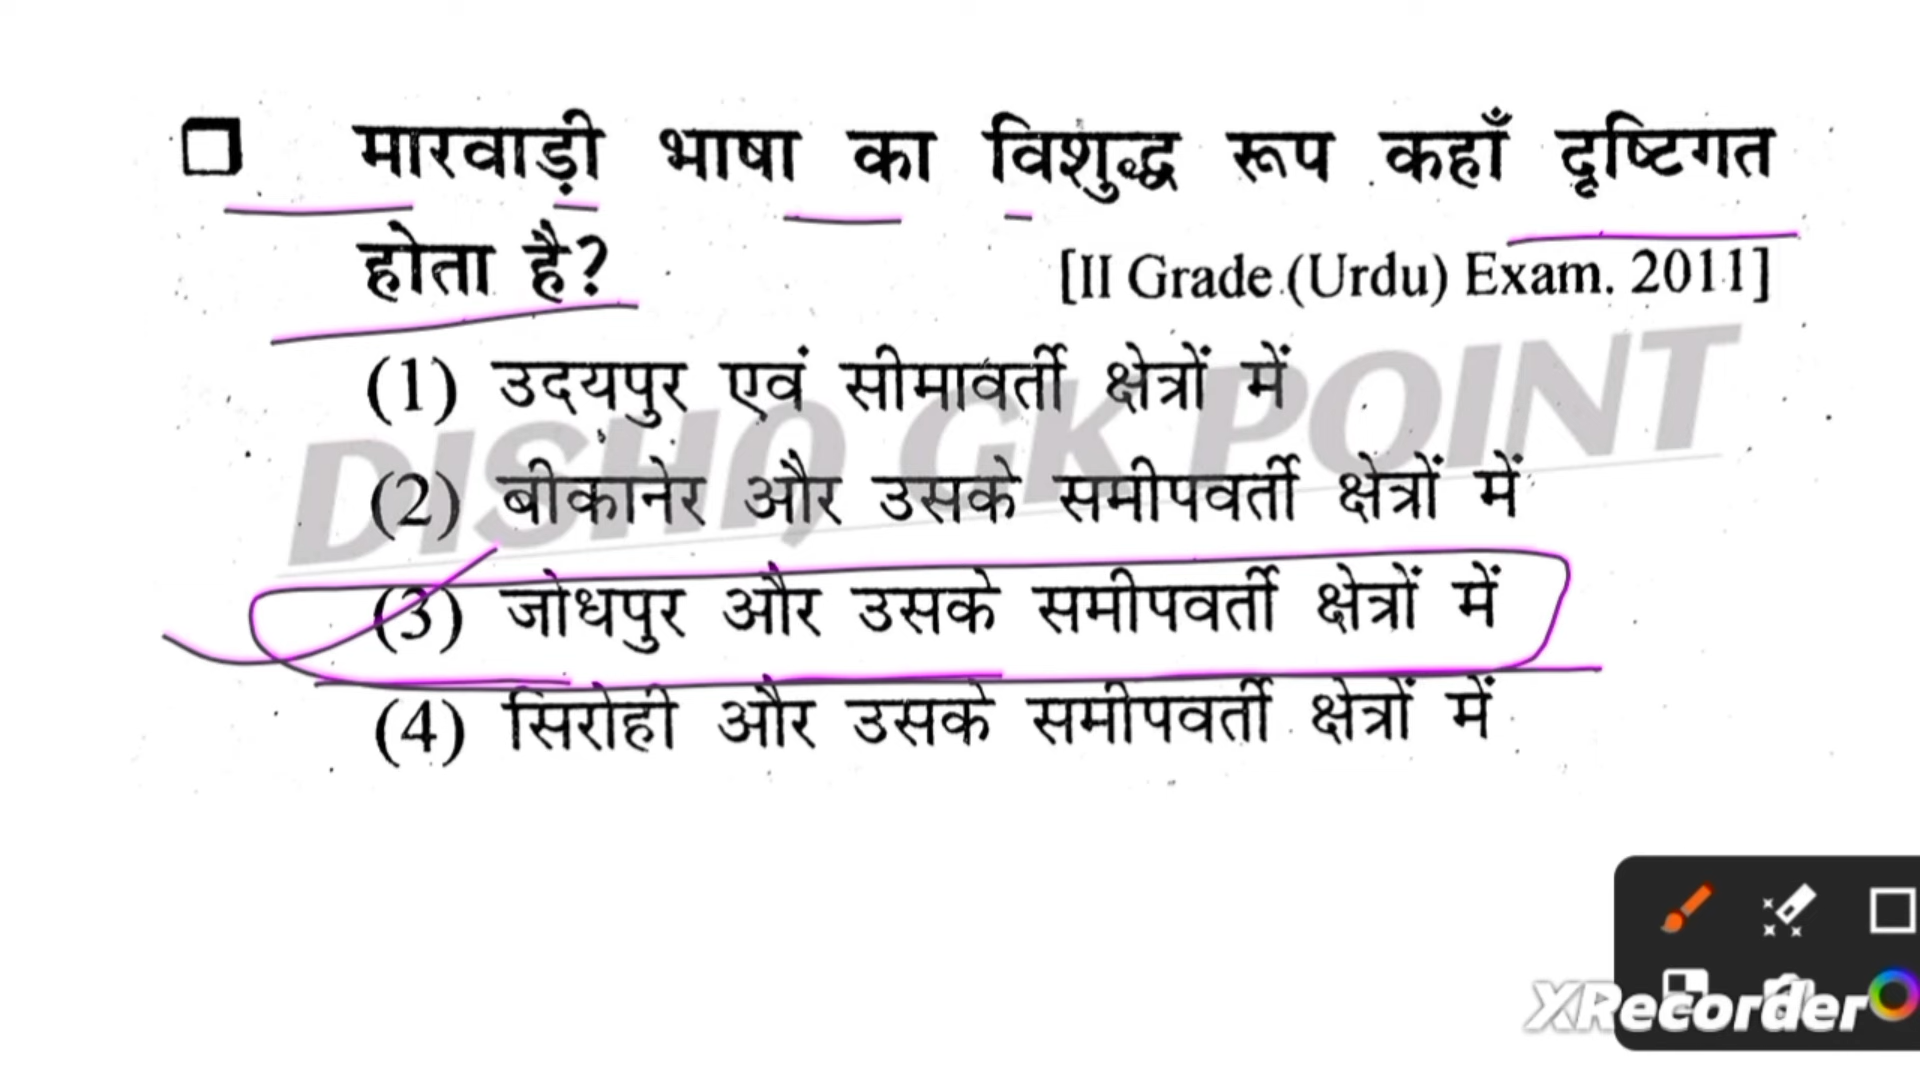 मारवाड़ी भाषा का विशुद्ध रूप कहाँ दृष्टिगत
होता है? [II Grade (Urdu) Exam. 2011]
(1) उदयपुर एवं सीमावर्ती क्षेत्रों में
DISHA GK POINT
(2) बीकानेर और उसके समीपवर्ती क्षेत्रों में
(3) जोधपुर और उसके समीपवर्ती क्षेत्रों में
(4) सिरोही और उसके समीपवर्ती क्षेत्रों में
XRecorder